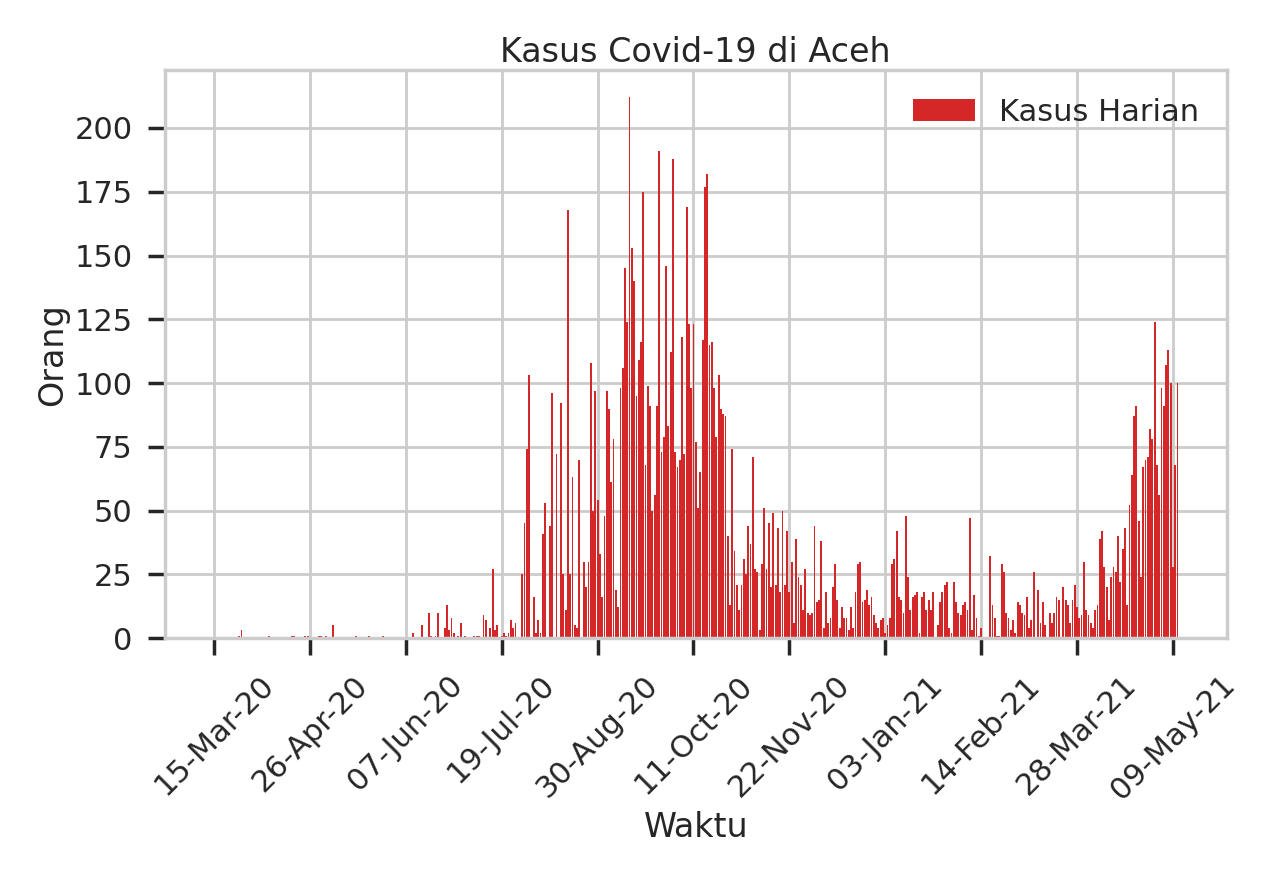 Kasus Covid-19 di Aceh
Kasus Harian
Orang
200
175
150
125
100
75
50
25
0
15-Mar-20
26-Apr-20
07-Jun-20
19-Jul-20
30-Aug-20
11-Oct-20
22-Nov-20
03-Jan-21
14-Feb-21
28-Mar-21
09-May-21
Waktu